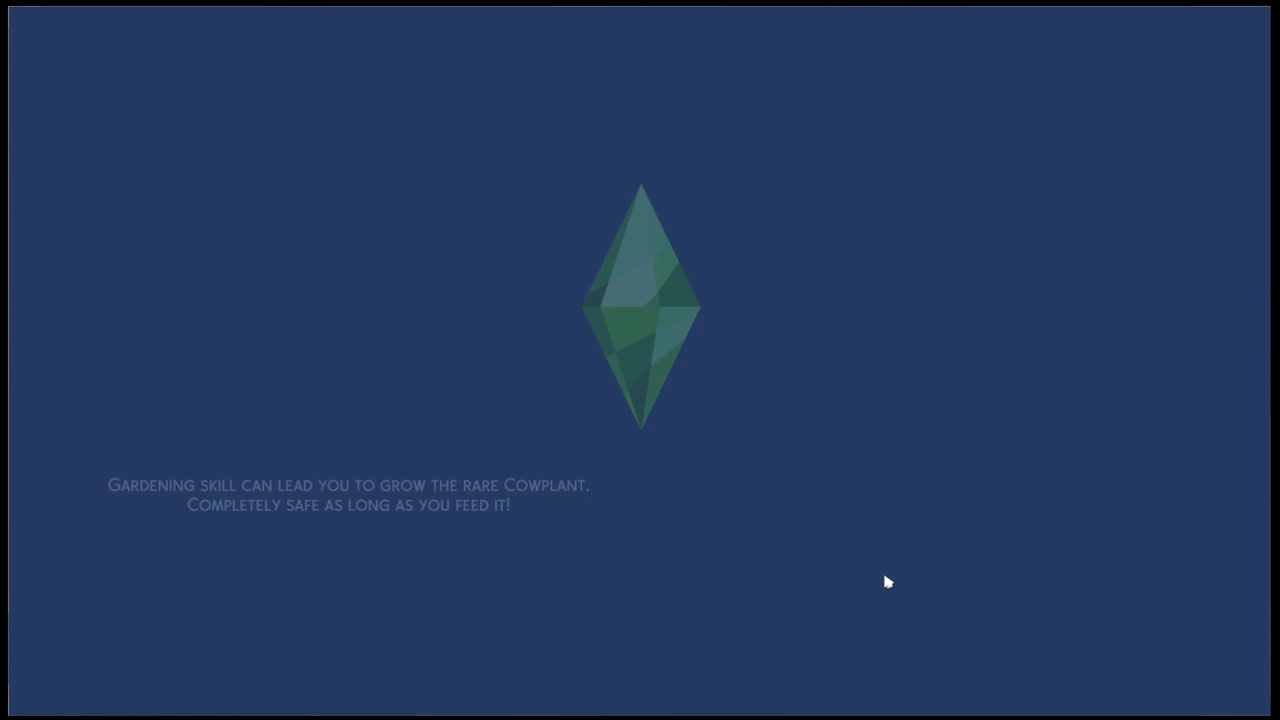 Gardening skill can lead you to grow the rare Cowplant.
Completely safe as long as you feed it!